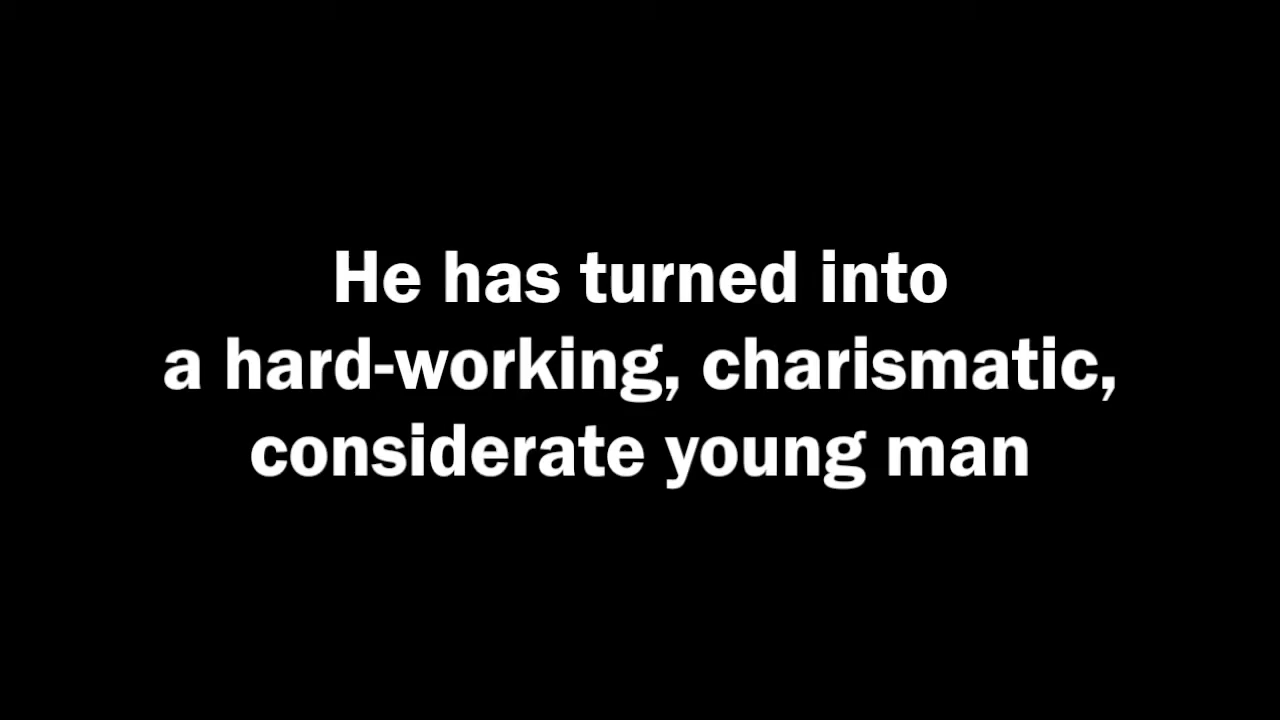 He has turned into
a hard-working, charismatic,
considerate young man